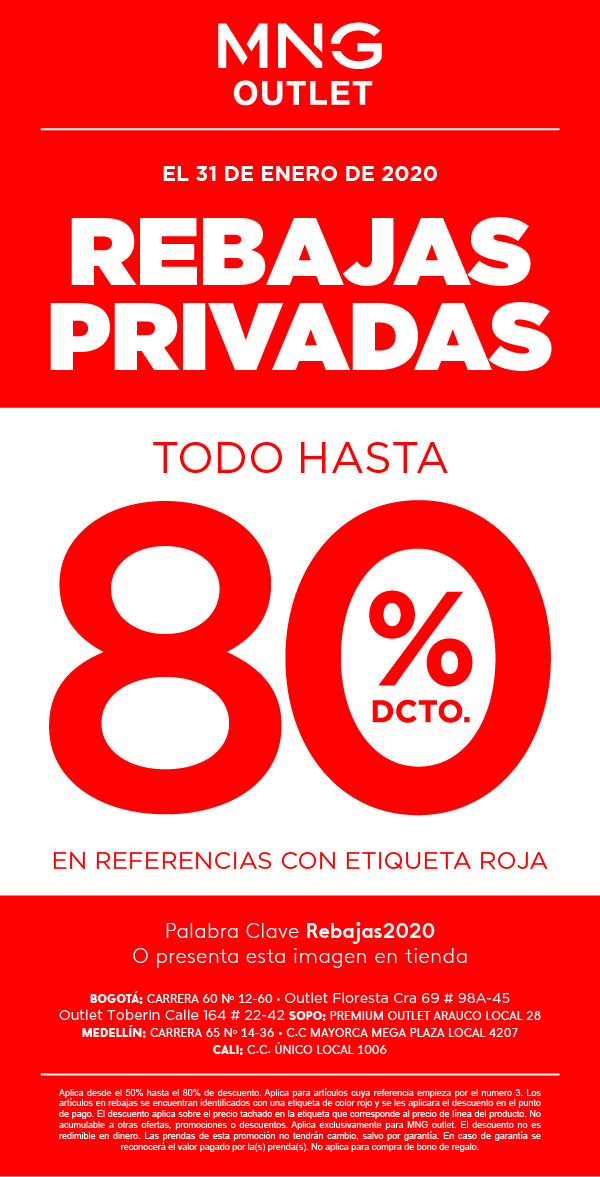 MNG
OUTLET
EL 31 DE ENERO DE 2020
REBAJAS
PRIVADAS
TODO HASTA
80
%
DCTO.
EN REFERENCIAS CON ETIQUETA ROJA
Palabra Clave Rebajas2020
O presenta esta imagen en tienda
BOGOTÁ: CARRERA 60 Nº 12-60 • Outlet Floresta Cra 69 # 98A-45
Outlet Toberin Calle 164 # 22-42 SOPO: PREMIUM OUTLET ARAUCO LOCAL 28
MEDELLÍN: CARRERA 65 Nº 14-36 • C.C MAYORCA MEGA PLAZA LOCAL 4207
CALI: C.C. ÚNICO LOCAL 1006
Aplica desde el 50% hasta el 80% de descuento. Aplica para artículos cuya referencia empieza por el numero 3. Los
artículos en rebajas se encuentran identificados con una etiqueta de color rojo y se les aplicara el descuento en el punto
de pago. El descuento aplica sobre el precio tachado en la etiqueta que corresponde al precio de línea del producto. No
acumulable a otras ofertas, promociones o descuentos. Aplica exclusivamente para MNG outlet. El descuento no es
redimible en dinero. Las prendas de esta promoción no tendrán cambio, salvo por garantía. En caso de garantía se
reconocerá el valor pagado por la(s) prenda(s). No aplica para compra de bono de regalo.